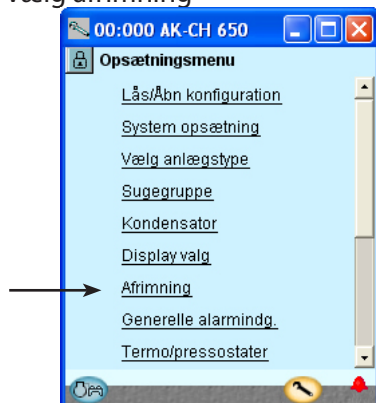 Vælg afrimning
00:000 AK-CH 650
Opsætningsmenu
Lås/Åbn konfiguration
System opsætning
Vælg anlægstype
Sugegruppe
Kondensator
Display valg
Afrimning
Generelle alarmindg.
Termo/pressostater